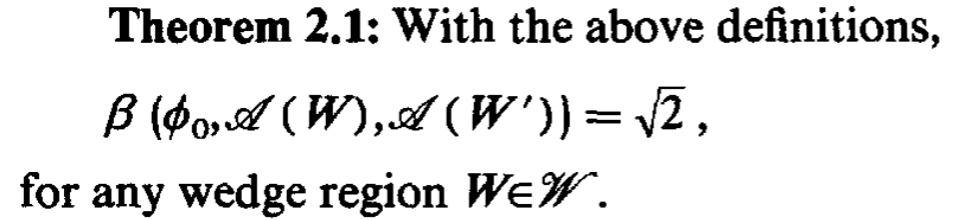 Theorem 2.1: With the above definitions,
β (ϕ₀,𝒜 (W),𝒜 (W′)) = √2 ,
for any wedge region W∈𝒲 .